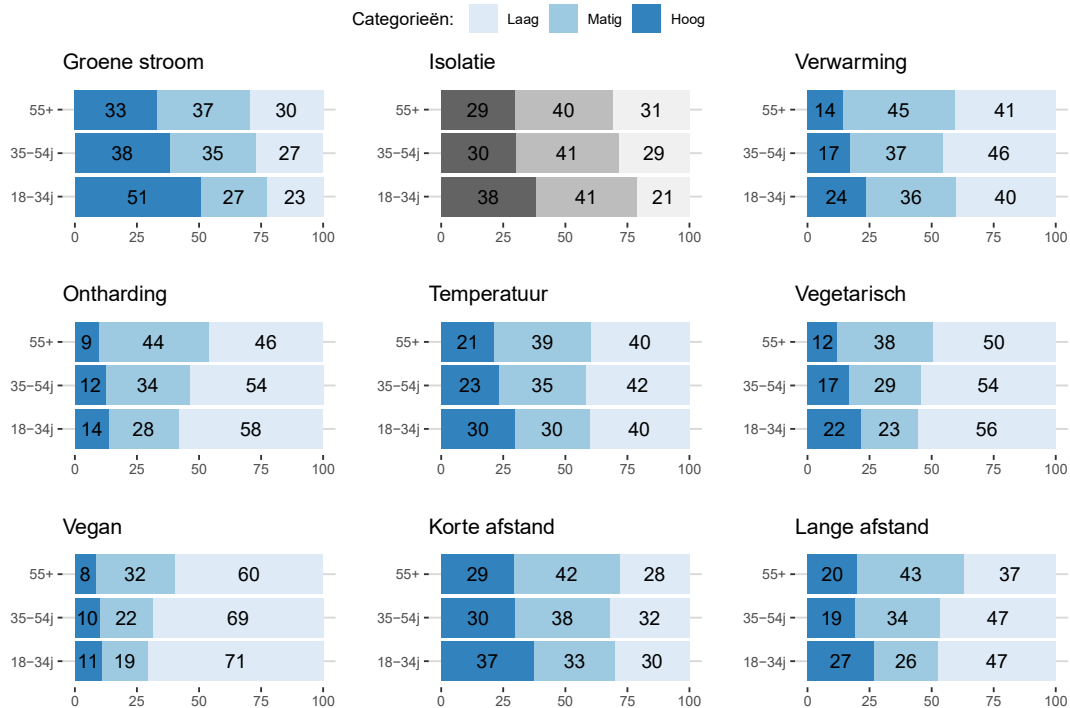 Categorieën: Laag Matig Hoog
Groene stroom Isolatie Verwarming
55+ 33 37 30 55+ 29 40 31 55+ 14 45 41
35−54j 38 35 27 35−54j 30 41 29 35−54j 17 37 46
18−34j 51 27 23 18−34j 38 41 21 18−34j 24 36 40
0 25 50 75 100 0 25 50 75 100 0 25 50 75 100
Ontharding Temperatuur Vegetarisch
55+ 9 44 46 55+ 21 39 40 55+ 12 38 50
35−54j 12 34 54 35−54j 23 35 42 35−54j 17 29 54
18−34j 14 28 58 18−34j 30 30 40 18−34j 22 23 56
0 25 50 75 100 0 25 50 75 100 0 25 50 75 100
Vegan Korte afstand Lange afstand
55+ 8 32 60 55+ 29 42 28 55+ 20 43 37
35−54j 10 22 69 35−54j 30 38 32 35−54j 19 34 47
18−34j 11 19 71 18−34j 37 33 30 18−34j 27 26 47
0 25 50 75 100 0 25 50 75 100 0 25 50 75 100